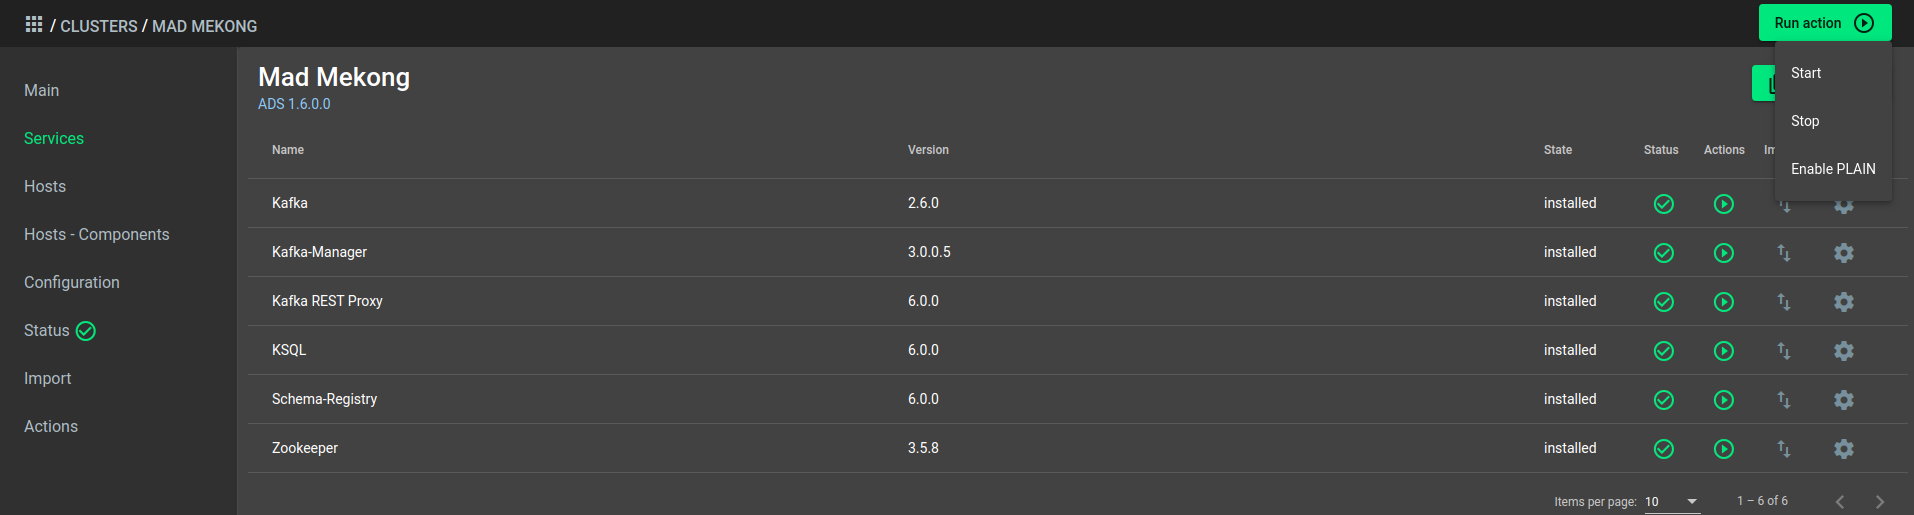 / CLUSTERS / MAD MEKONG
Run action
Main
Services
Hosts
Hosts - Components
Configuration
Status
Import
Actions
Mad Mekong
ADS 1.6.0.0
Start
Stop
Enable PLAIN
Name Version State Status Actions
Kafka 2.6.0 installed
Kafka-Manager 3.0.0.5 installed
Kafka REST Proxy 6.0.0 installed
KSQL 6.0.0 installed
Schema-Registry 6.0.0 installed
Zookeeper 3.5.8 installed
Items per page: 10 1 – 6 of 6